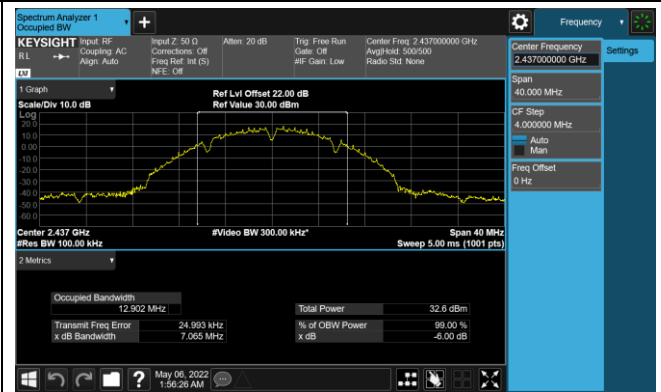 Spectrum Analyzer 1
Occupied BW
+
Frequency
KEYSIGHT
RL
LXI
Input: RF
Coupling: AC
Align: Auto
Input Z: 50 Ω
Corrections: Off
Freq Ref: Int (S)
NFE: Off
Atten: 20 dB
Trig: Free Run
Gate: Off
#IF Gain: Low
Center Freq: 2.437000000 GHz
Avg|Hold: 500/500
Radio Std: None
Center Frequency
2.437000000 GHz
Settings
Span
40.000 MHz
CF Step
4.000000 MHz
Auto
Man
Freq Offset
0 Hz
1 Graph
Scale/Div 10.0 dB
Ref Lvl Offset 22.00 dB
Ref Value 30.00 dBm
Log
20.0
10.0
0.00
-10.0
-20.0
-30.0
-40.0
-50.0
-60.0
Center 2.437 GHz
#Video BW 300.00 kHz*
Span 40 MHz
#Res BW 100.00 kHz
Sweep 5.00 ms (1001 pts)
2 Metrics
Occupied Bandwidth
12.902 MHz
Total Power 32.6 dBm
Transmit Freq Error 24.993 kHz
% of OBW Power 99.00 %
x dB Bandwidth 7.065 MHz
x dB -6.00 dB
?
May 06, 2022
1:56:26 AM